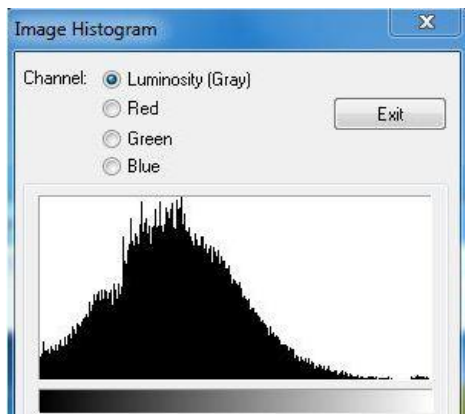 Image Histogram
Channel: Luminosity (Gray)
Red
Exit
Green
Blue